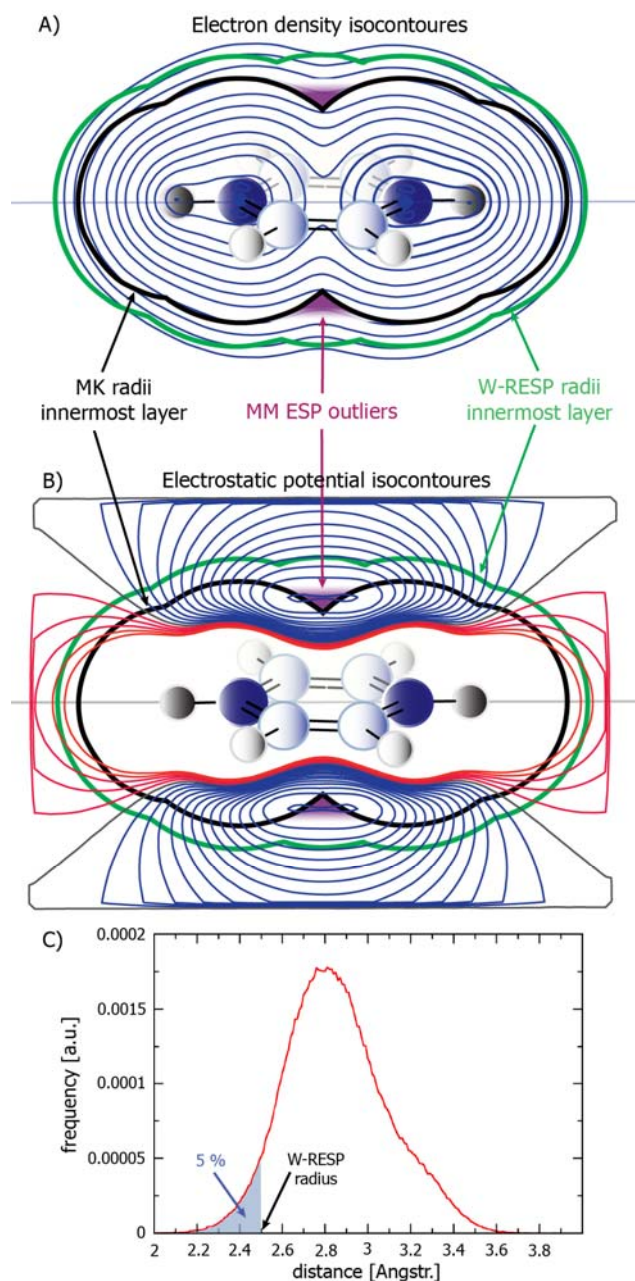 A)
Electron density isocontoures
MK radii
innermost layer
MM ESP outliers
W-RESP radii
innermost layer
B)
Electrostatic potential isocontoures
C)
0.0002
0.0015
0.0001
0.00005
0
frequency [a.u.]
5 %
W-RESP
radius
2 2.2 2.4 2.6 2.8 3 3.2 3.4 3.6 3.8
distance [Angstr.]